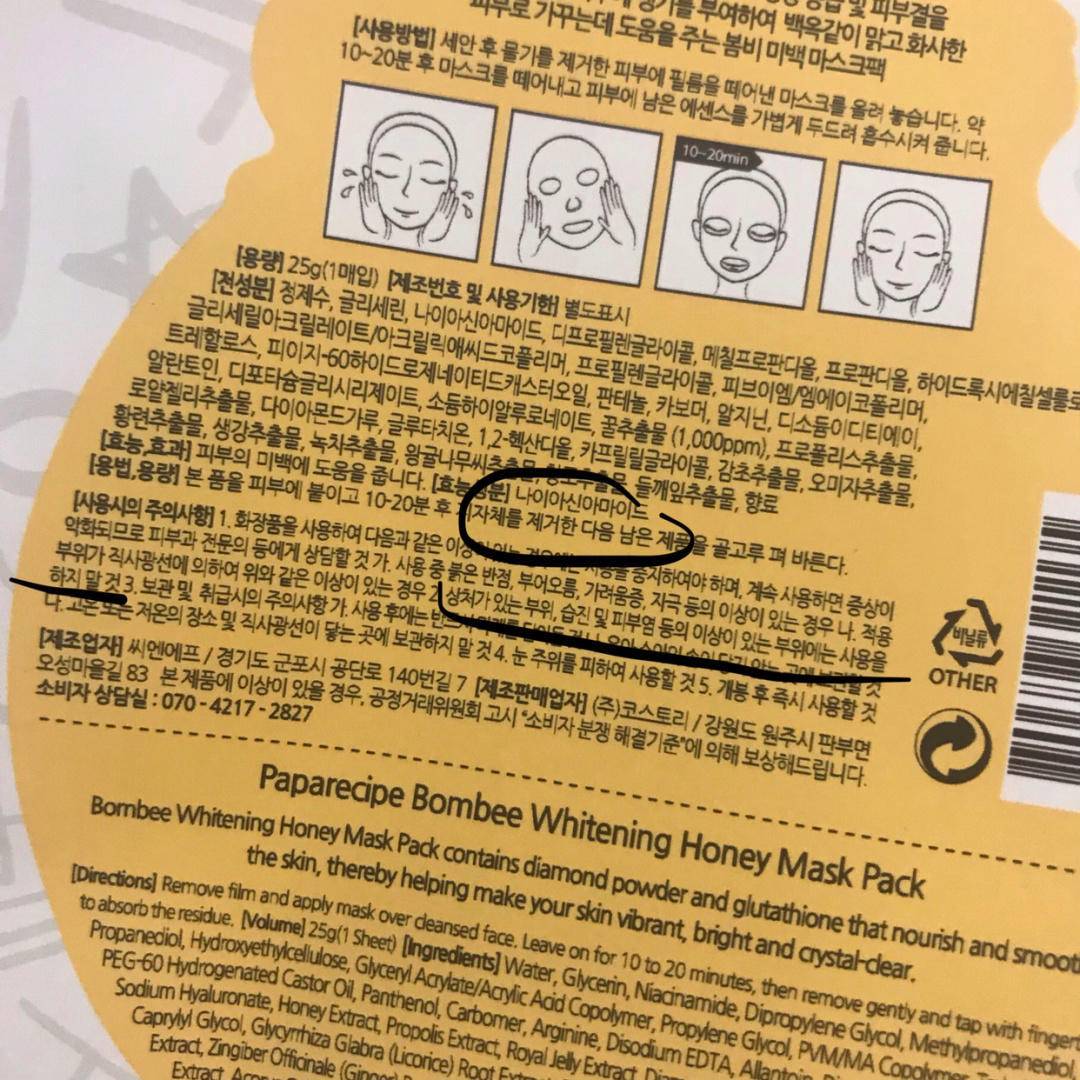 및 피부결을
부여하여 백옥같이 맑고 화사한
피부로 가꾸는데 도움을 주는 봄비 미백 마스크팩
[사용방법] 세안 후 물기를 제거한 피부에 필름을 떼어낸 마스크를 올려 놓습니다. 약
10~20분 후 마스크를 떼어내고 피부에 남은 에센스를 가볍게 두드려 흡수시켜 줍니다.
10~20min
[용량] 25g(1매입) [제조번호 및 사용기한] 별도표시
[전성분] 정제수, 글리세린, 나이아신아마이드, 디프로필렌글라이콜, 메칠프로판디올, 프로판디올, 하이드록시에칠셀룰로
글리세릴아크릴레이트/아크릴릭애씨드코폴리머, 프로필렌글라이콜, 피브이엠/엠에이코폴리머,
트레할로스, 피이지-60하이드로제네이티드캐스터오일, 판테놀, 카보머, 알지닌, 디소듐이디티에이,
알란토인, 디포타슘글리시리제이트, 소듐하이알루로네이트, 꿀추출물 (1,000ppm), 프로폴리스추출물,
로얄젤리추출물, 다이아몬드가루, 글루타치온, 1,2-헥산다이올, 카프릴릴글라이콜, 감초추출물, 오미자추출물,
황련추출물, 생강추출물, 녹차추출물, 왕귤나무씨추출물, 들깨잎추출물, 향료
[효능,효과] 피부의 미백에 도움을 줍니다. 나이아신아마이드
[용법,용량] 본 품을 피부에 붙이고 10-20분 후 지지체를 제거한 다음 남은 제품을 골고루 펴 바른다.
[사용시의 주의사항] 1. 화장품을 사용하여 다음과 같은 이상이 있는 경우에는 사용을 중지하여야 하며, 계속 사용하면 증상이
악화되므로 피부과 전문의 등에게 상담할 것 가. 사용 중 붉은 반점, 부어오름, 가려움증, 자극 등의 이상이 있는 경우 나. 적용
부위가 직사광선에 의하여 위와 같은 이상이 있는 경우 2. 상처가 있는 부위, 습진 및 피부염 등의 이상이 있는 부위에는 사용을
하지 말 것 3. 보관 및 취급시의 주의사항 가. 사용 후에는 보관할 것
나. 고온 또는 저온의 장소 및 직사광선이 닿는 곳에 보관하지 말 것 4. 눈 주위를 피하여 사용할 것 5. 개봉 후 즉시 사용할 것
[제조업자] 씨엔에프 / 경기도 군포시 공단로 140번길 7 [제조판매업자] (주)코스토리 / 강원도 원주시 판부면
오성마을길 83 본 제품에 이상이 있을 경우, 공정거래위원회 고시 "소비자 분쟁 해결기준"에 의해 보상해드립니다.
소비자 상담실 : 070 - 4217 - 2827
비닐류
OTHER
Paparecipe Bombee Whitening Honey Mask Pack
Bombee Whitening Honey Mask Pack contains diamond powder and glutathione that nourish and smoot
the skin, thereby helping make your skin vibrant, bright and crystal-clear.
[Directions] Remove film and apply mask over cleansed face. Leave on for 10 to 20 minutes, then remove gently and tap with fingert
to absorb the residue. [Volume] 25g(1 Sheet) [Ingredients] Water, Glycerin, Niacinamide, Dipropylene Glycol, Methylpropanediol,
Propanediol, Hydroxyethylcellulose, Glyceryl Acrylate/Acrylic Acid Copolymer, Propylene Glycol, PVM/MA Copolymer,
PEG-60 Hydrogenated Castor Oil, Panthenol, Carbomer, Arginine, Disodium EDTA, Allantoin,
Sodium Hyaluronate, Honey Extract, Propolis Extract, Royal Jelly Extract,
Caprylyl Glycol, Glycyrrhiza Glabra (Licorice) Root
Extract, Zingiber Officinale (Ginger)
Extract,